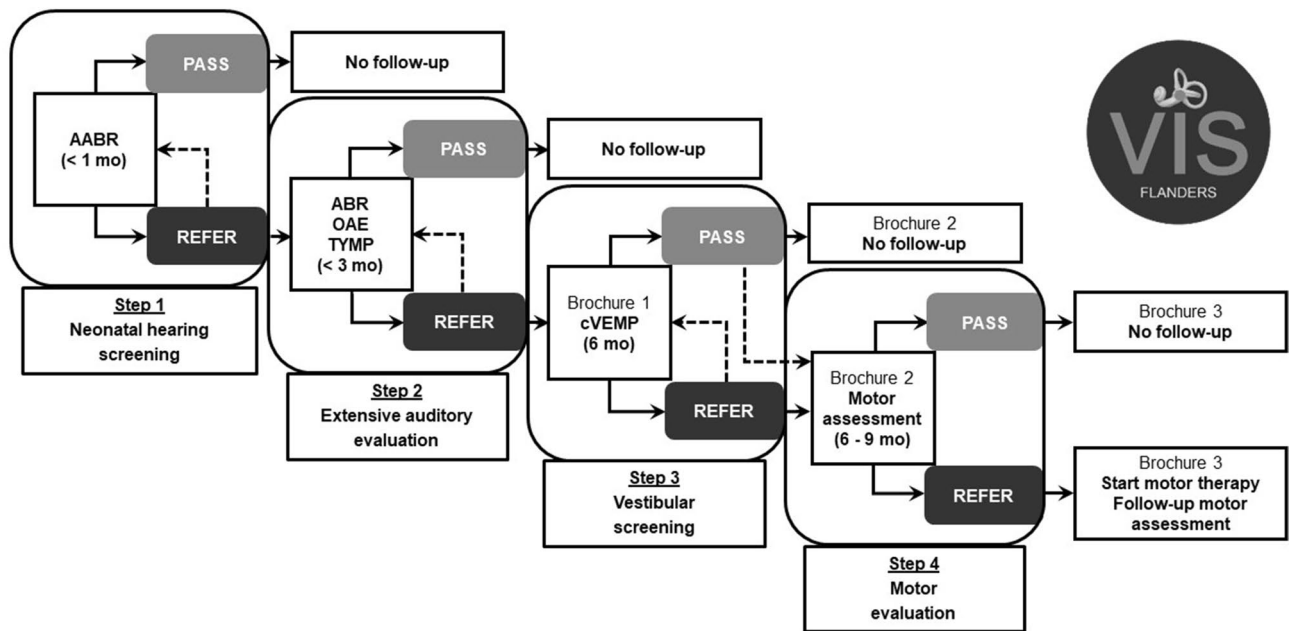 PASS
No follow-up
AABR
(< 1 mo)
REFER
Step 1
Neonatal hearing
screening
PASS
No follow-up
ABR
OAE
TYMP
(< 3 mo)
REFER
Step 2
Extensive auditory
evaluation
PASS
Brochure 2
No follow-up
Brochure 1
cVEMP
(6 mo)
REFER
Step 3
Vestibular
screening
PASS
Brochure 3
No follow-up
Brochure 2
Motor
assessment
(6 - 9 mo)
REFER
Brochure 3
Start motor therapy
Follow-up motor
assessment
Step 4
Motor
evaluation
VIS
FLANDERS